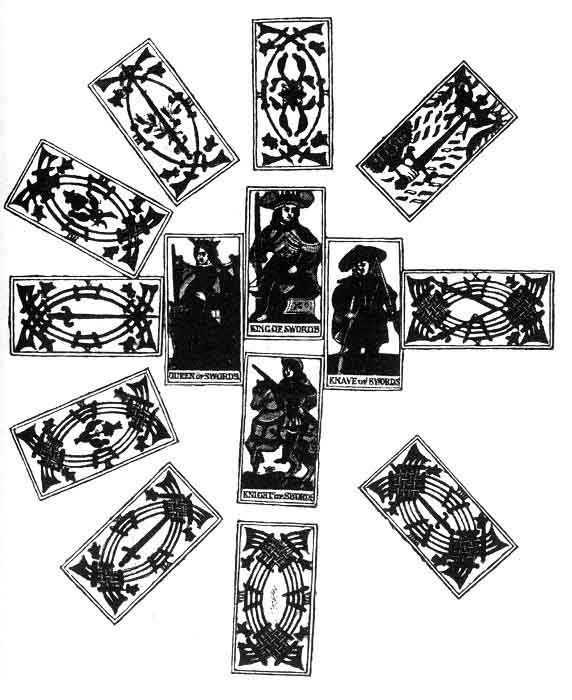 KING OF SWORDS
QUEEN OF SWORDS
KNAVE OF SWORDS
KNIGHT OF SWORDS